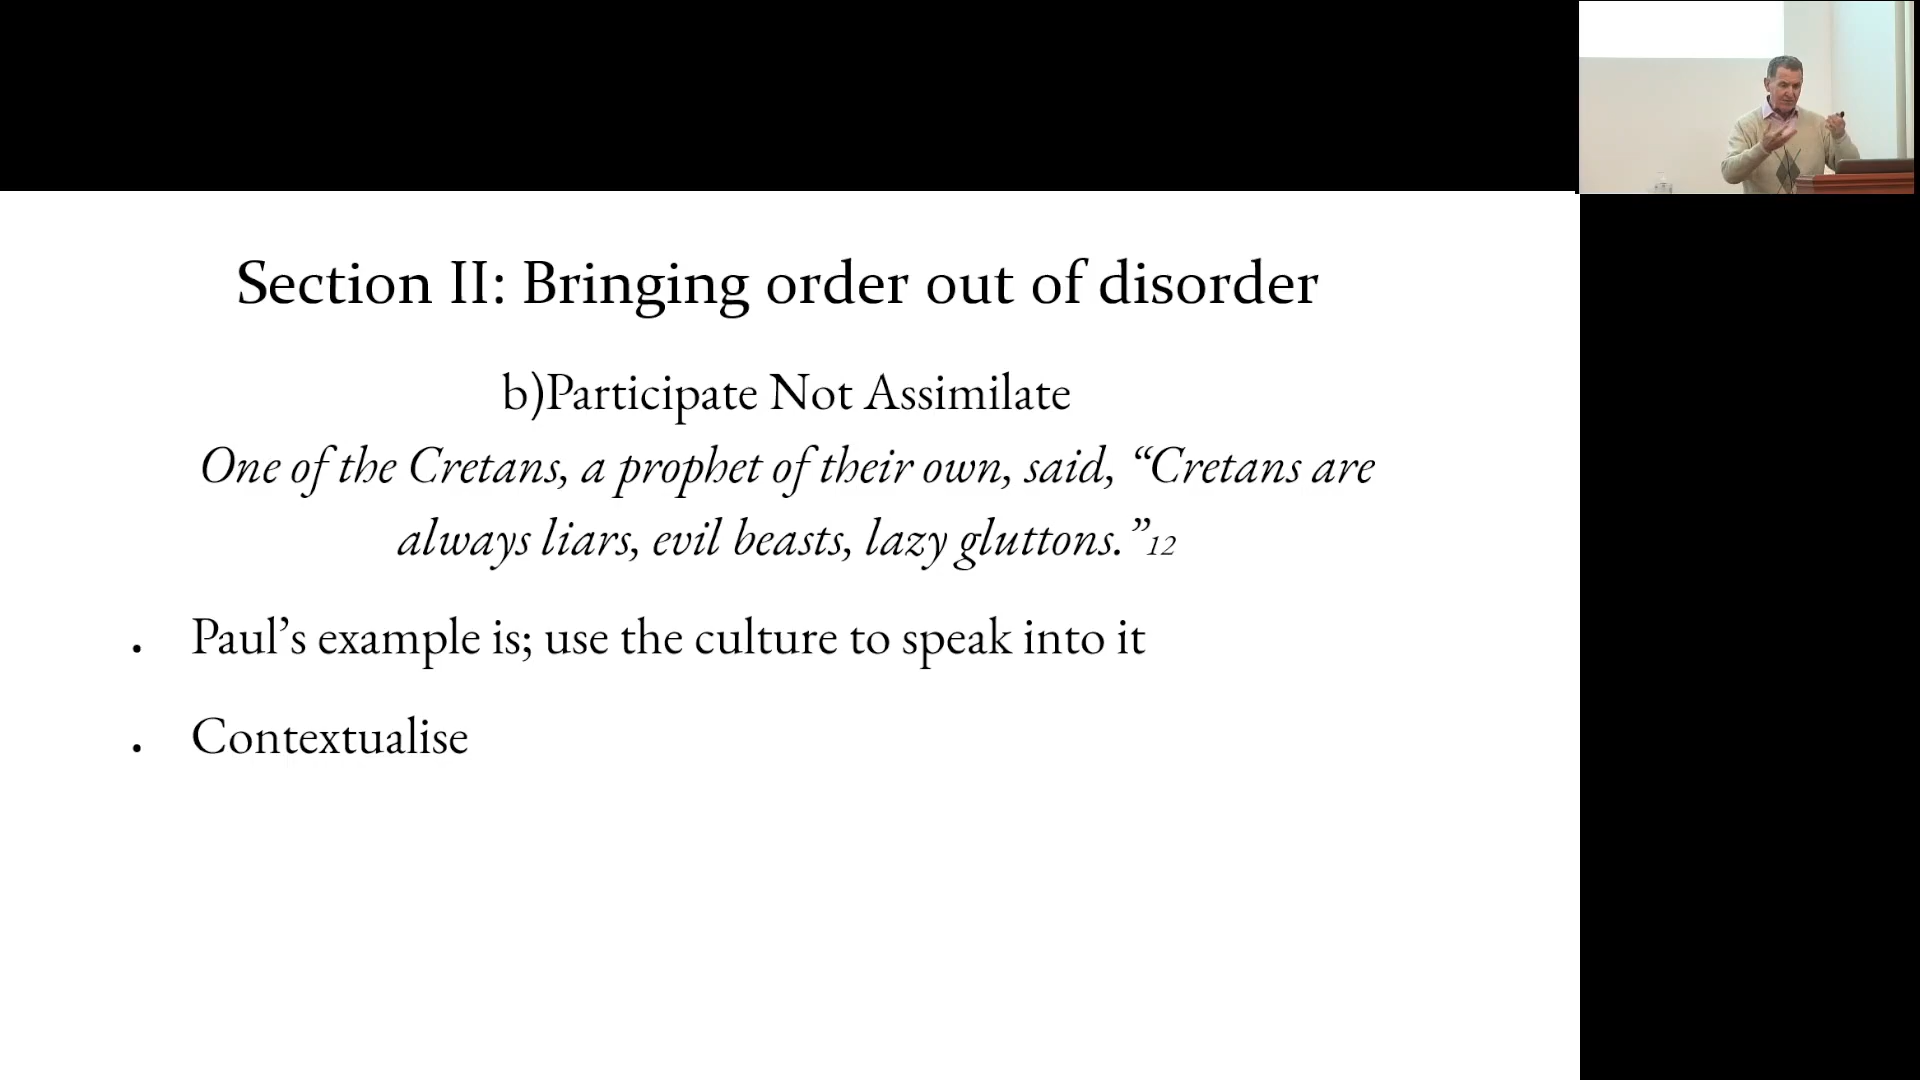 Section II: Bringing order out of disorder
b)Participate Not Assimilate
One of the Cretans, a prophet of their own, said, “Cretans are
always liars, evil beasts, lazy gluttons.”12
. Paul’s example is; use the culture to speak into it
. Contextualise